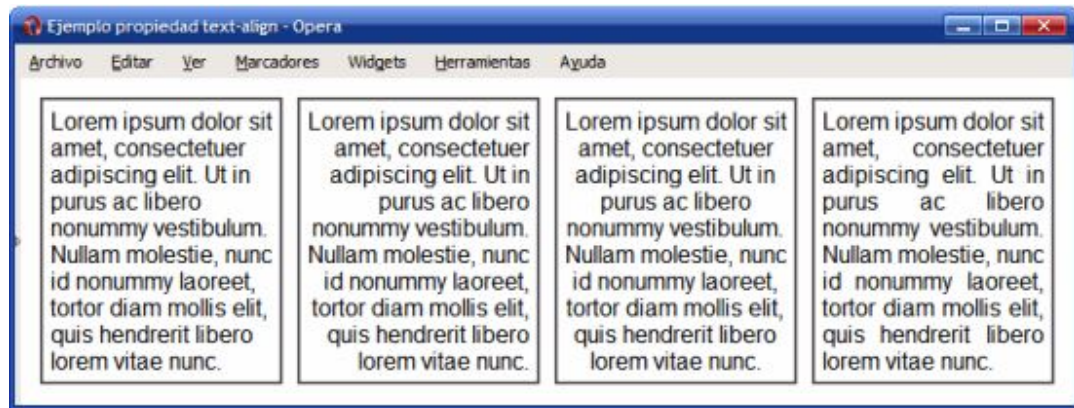 Ejemplo propiedad text-align - Opera
Archivo Editar Ver Marcadores Widgets Herramientas Ayuda
Lorem ipsum dolor sit
amet, consectetuer
adipiscing elit. Ut in
purus ac libero
nonummy vestibulum.
Nullam molestie, nunc
id nonummy laoreet,
tortor diam mollis elit,
quis hendrerit libero
lorem vitae nunc.
Lorem ipsum dolor sit
amet, consectetuer
adipiscing elit. Ut in
purus ac libero
nonummy vestibulum.
Nullam molestie, nunc
id nonummy laoreet,
tortor diam mollis elit,
quis hendrerit libero
lorem vitae nunc.
Lorem ipsum dolor sit
amet, consectetuer
adipiscing elit. Ut in
purus ac libero
nonummy vestibulum.
Nullam molestie, nunc
id nonummy laoreet,
tortor diam mollis elit,
quis hendrerit libero
lorem vitae nunc.
Lorem ipsum dolor sit
amet, consectetuer
adipiscing elit. Ut in
purus ac libero
nonummy vestibulum.
Nullam molestie, nunc
id nonummy laoreet,
tortor diam mollis elit,
quis hendrerit libero
lorem vitae nunc.